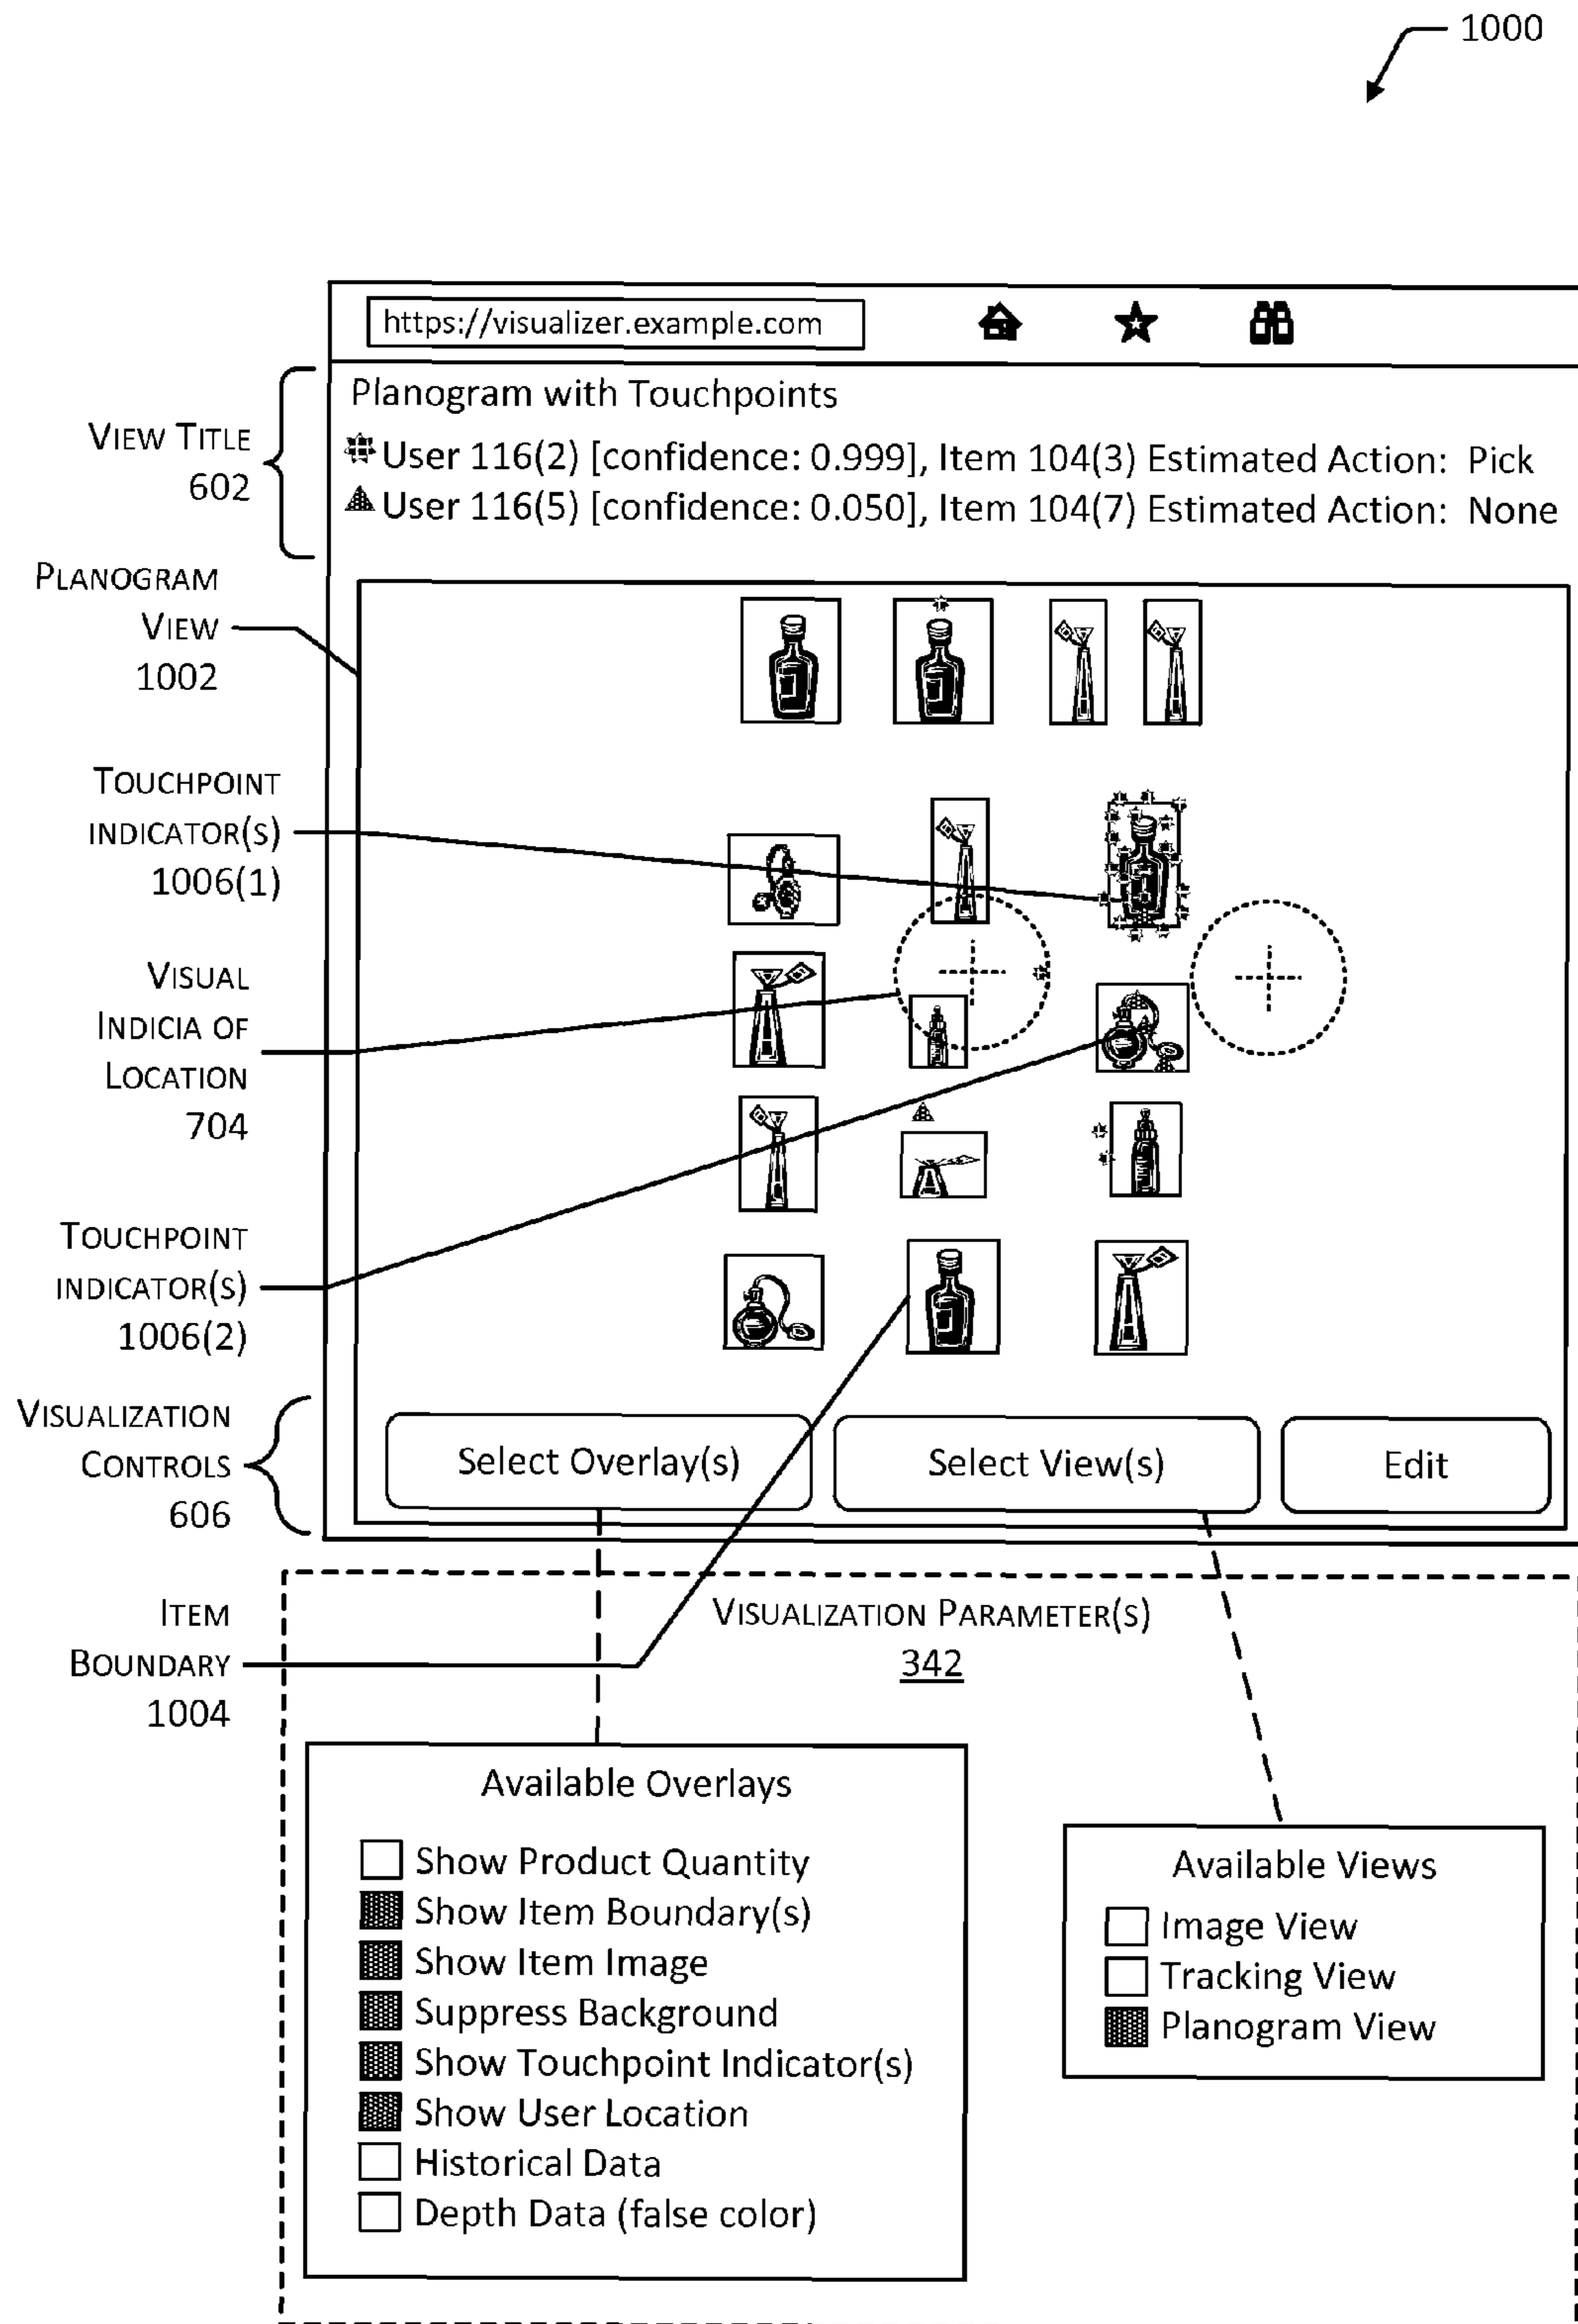 1000
https://visualizer.example.com
VIEW TITLE
602
Planogram with Touchpoints
User 116(2) [confidence: 0.999], Item 104(3) Estimated Action: Pick
User 116(5) [confidence: 0.050], Item 104(7) Estimated Action: None
PLANOGRAM
VIEW
1002
TOUCHPOINT
INDICATOR(S)
1006(1)
VISUAL
INDICIA OF
LOCATION
704
TOUCHPOINT
INDICATOR(S)
1006(2)
VISUALIZATION
CONTROLS
606
Select Overlay(s)
Select View(s)
Edit
ITEM
BOUNDARY
1004
VISUALIZATION PARAMETER(S)
342
Available Overlays
Show Product Quantity
Show Item Boundary(s)
Show Item Image
Suppress Background
Show Touchpoint Indicator(s)
Show User Location
Historical Data
Depth Data (false color)
Available Views
Image View
Tracking View
Planogram View